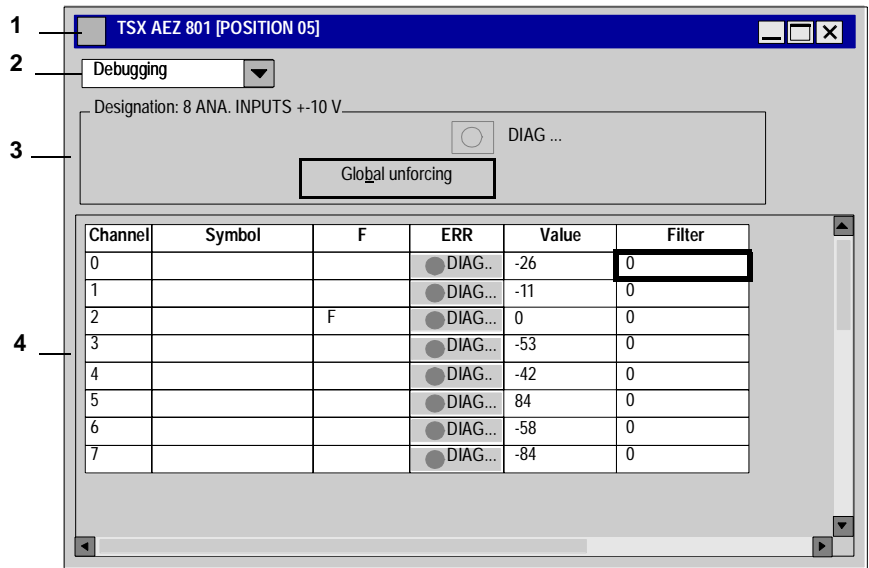 1
TSX AEZ 801 [POSITION 05]
2
Debugging
Designation: 8 ANA. INPUTS +-10 V
3
DIAG ...
Global unforcing
Channel Symbol F ERR Value Filter
0 DIAG.. -26 0
1 DIAG... -11 0
2 F DIAG... 0 0
4
3 DIAG... -53 0
4 DIAG.. -42 0
5 DIAG... 84 0
6 DIAG... -58 0
7 DIAG... -84 0